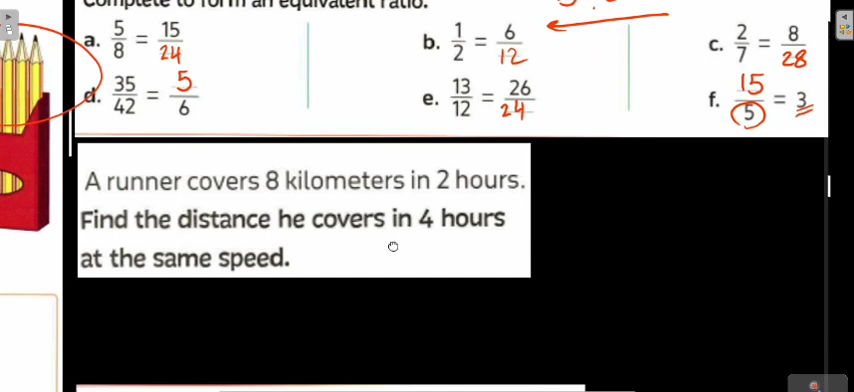 Complete to form an equivalent ratio.
a. 5/8 = 15/24
b. 1/2 = 6/12
c. 2/7 = 8/28
d. 35/42 = 5/6
e. 13/12 = 26/24
f. 15/5 = 3
A runner covers 8 kilometers in 2 hours.
Find the distance he covers in 4 hours
at the same speed.